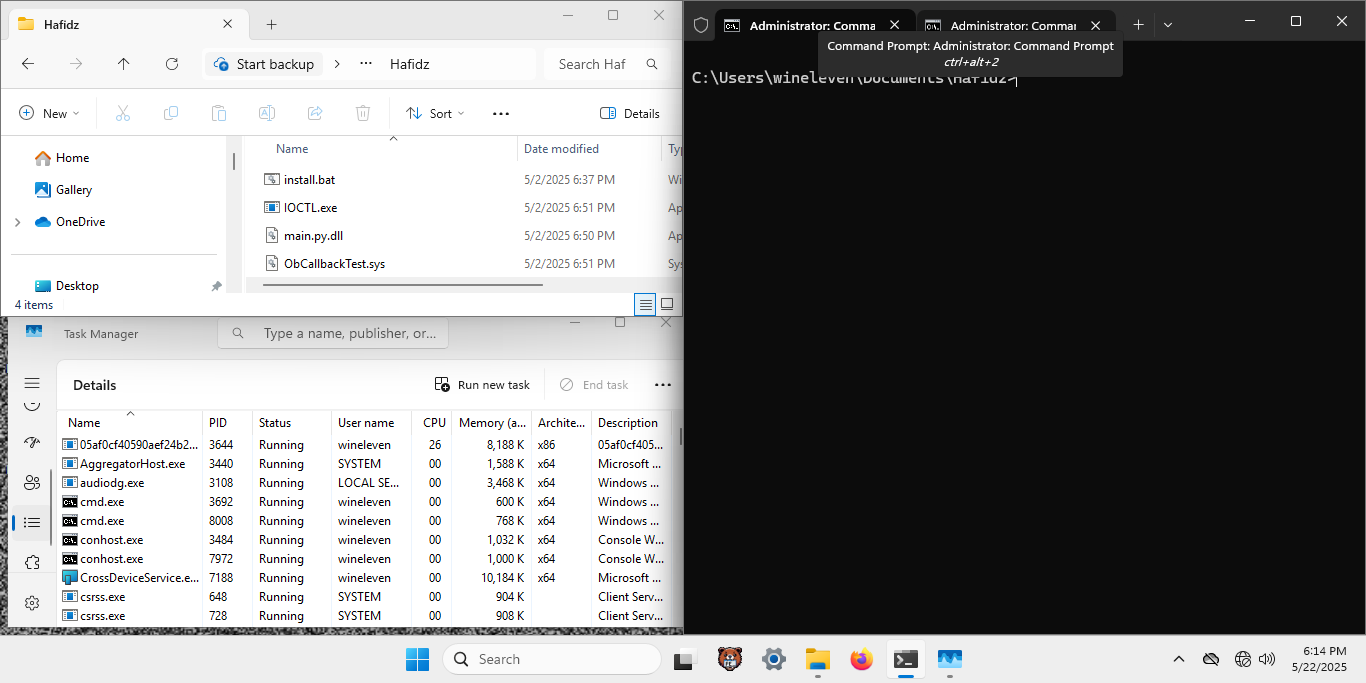 Hafidz
Start backup
Hafidz
Search Haf
New
Sort
Details
Home
Gallery
OneDrive
Desktop
Name
Date modified
Typ
install.bat
5/2/2025 6:37 PM
Wi
IOCTL.exe
5/2/2025 6:51 PM
Ap
main.py.dll
5/2/2025 6:50 PM
Ap
ObCallbackTest.sys
5/2/2025 6:51 PM
Sys
4 items
Task Manager
Type a name, publisher, or...
Details
Run new task
End task
Name PID Status User name CPU Memory (a... Archite... Description
05af0cf40590aef24b2... 3644 Running wineleven 26 8,188 K x86 05af0cf405...
AggregatorHost.exe 3440 Running SYSTEM 00 1,588 K x64 Microsoft ...
audiodg.exe 3108 Running LOCAL SE... 00 3,468 K x64 Windows ...
cmd.exe 3692 Running wineleven 00 600 K x64 Windows ...
cmd.exe 8008 Running wineleven 00 768 K x64 Windows ...
conhost.exe 3484 Running wineleven 00 1,032 K x64 Console W...
conhost.exe 7972 Running wineleven 00 1,000 K x64 Console W...
CrossDeviceService.e... 7188 Running wineleven 00 10,184 K x64 Microsoft ...
csrss.exe 648 Running SYSTEM 00 904 K Client Serv...
csrss.exe 728 Running SYSTEM 00 908 K Client Serv...
Administrator: Comma
Administrator: Comman
Command Prompt: Administrator: Command Prompt
ctrl+alt+2
C:\Users\wineleven\Documents\Hafidz>
Search
6:14 PM
5/22/2025